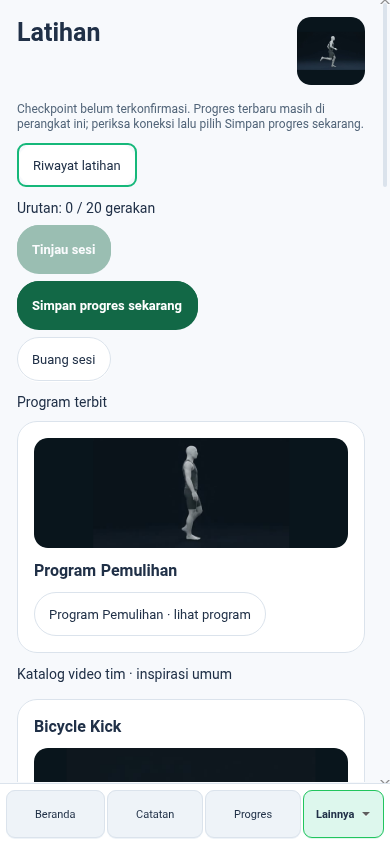 Latihan
Checkpoint belum terkonfirmasi. Progres terbaru masih di
perangkat ini; periksa koneksi lalu pilih Simpan progres sekarang.
Riwayat latihan
Urutan: 0 / 20 gerakan
Tinjau sesi
Simpan progres sekarang
Buang sesi
Program terbit
Program Pemulihan
Program Pemulihan · lihat program
Katalog video tim · inspirasi umum
Bicycle Kick
Beranda
Catatan
Progres
Lainnya